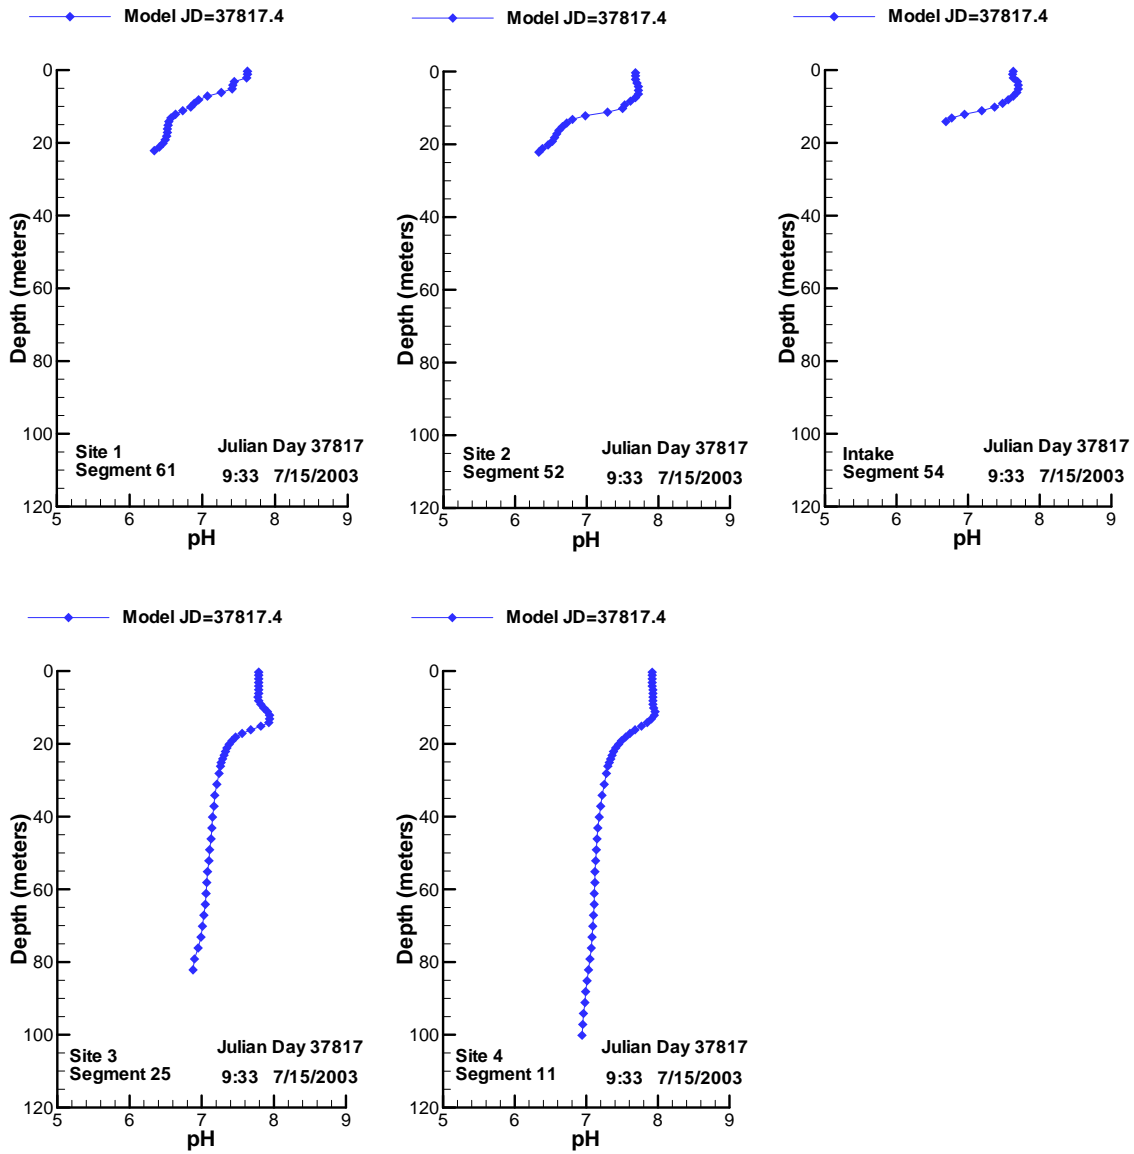 Model JD=37817.4
0
20
40
60
80
100
120
Depth (meters)
Site 1
Segment 61
Julian Day 37817
9:33 7/15/2003
5 6 7 8 9
pH
Model JD=37817.4
0
20
40
60
80
100
120
Depth (meters)
Site 2
Segment 52
Julian Day 37817
9:33 7/15/2003
5 6 7 8 9
pH
Model JD=37817.4
0
20
40
60
80
100
120
Depth (meters)
Intake
Segment 54
Julian Day 37817
9:33 7/15/2003
5 6 7 8 9
pH
Model JD=37817.4
0
20
40
60
80
100
120
Depth (meters)
Site 3
Segment 25
Julian Day 37817
9:33 7/15/2003
5 6 7 8 9
pH
Model JD=37817.4
0
20
40
60
80
100
120
Depth (meters)
Site 4
Segment 11
Julian Day 37817
9:33 7/15/2003
5 6 7 8 9
pH